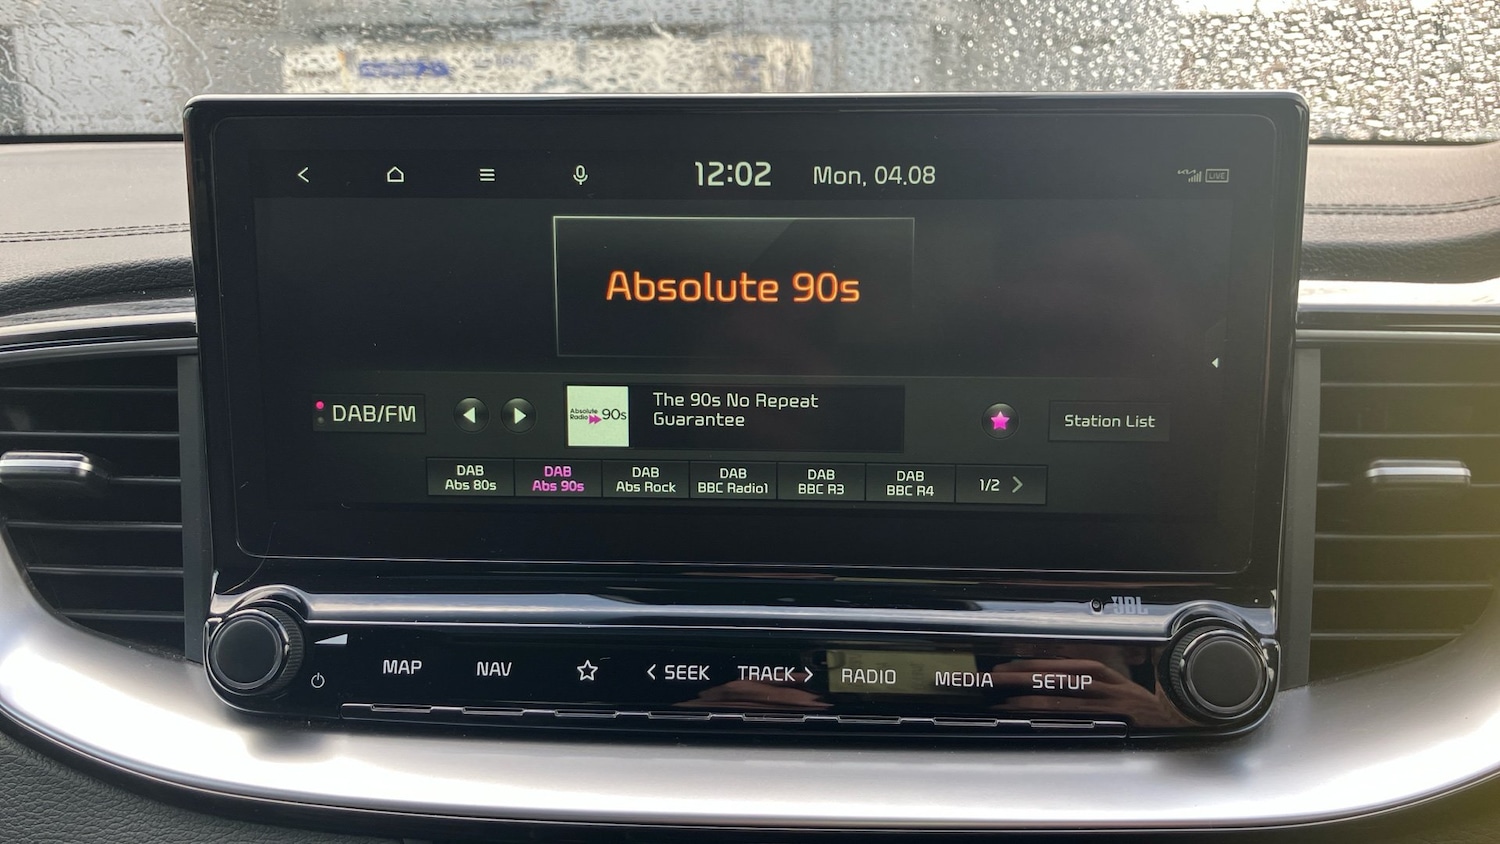 12:02 Mon, 04.08
LIVE
Absolute 90s
DAB/FM
Absolute
Radio 90s
The 90s No Repeat
Guarantee
Station List
DAB
Abs 80s
DAB
Abs 90s
DAB
Abs Rock
DAB
BBC Radio1
DAB
BBC R3
DAB
BBC R4
1/2
JBL
MAP NAV SEEK TRACK RADIO MEDIA SETUP